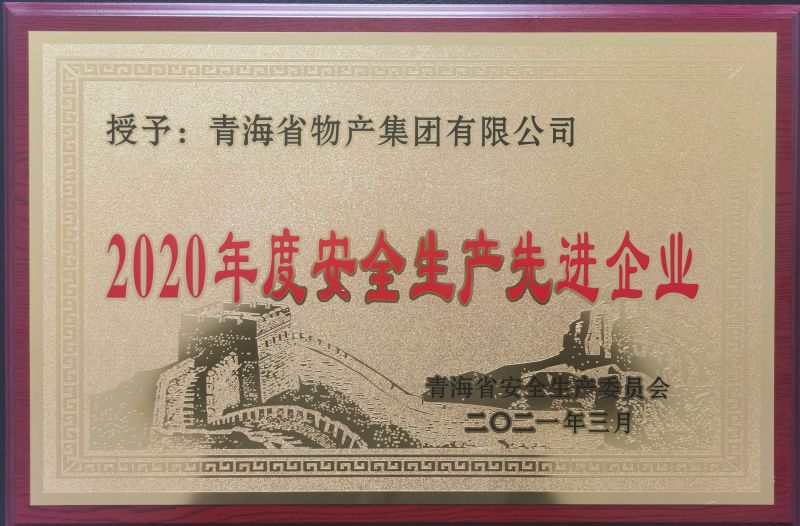 授予：青海省物产集团有限公司
2020年度安全生产先进企业
青海省安全生产委员会
二〇二一年三月